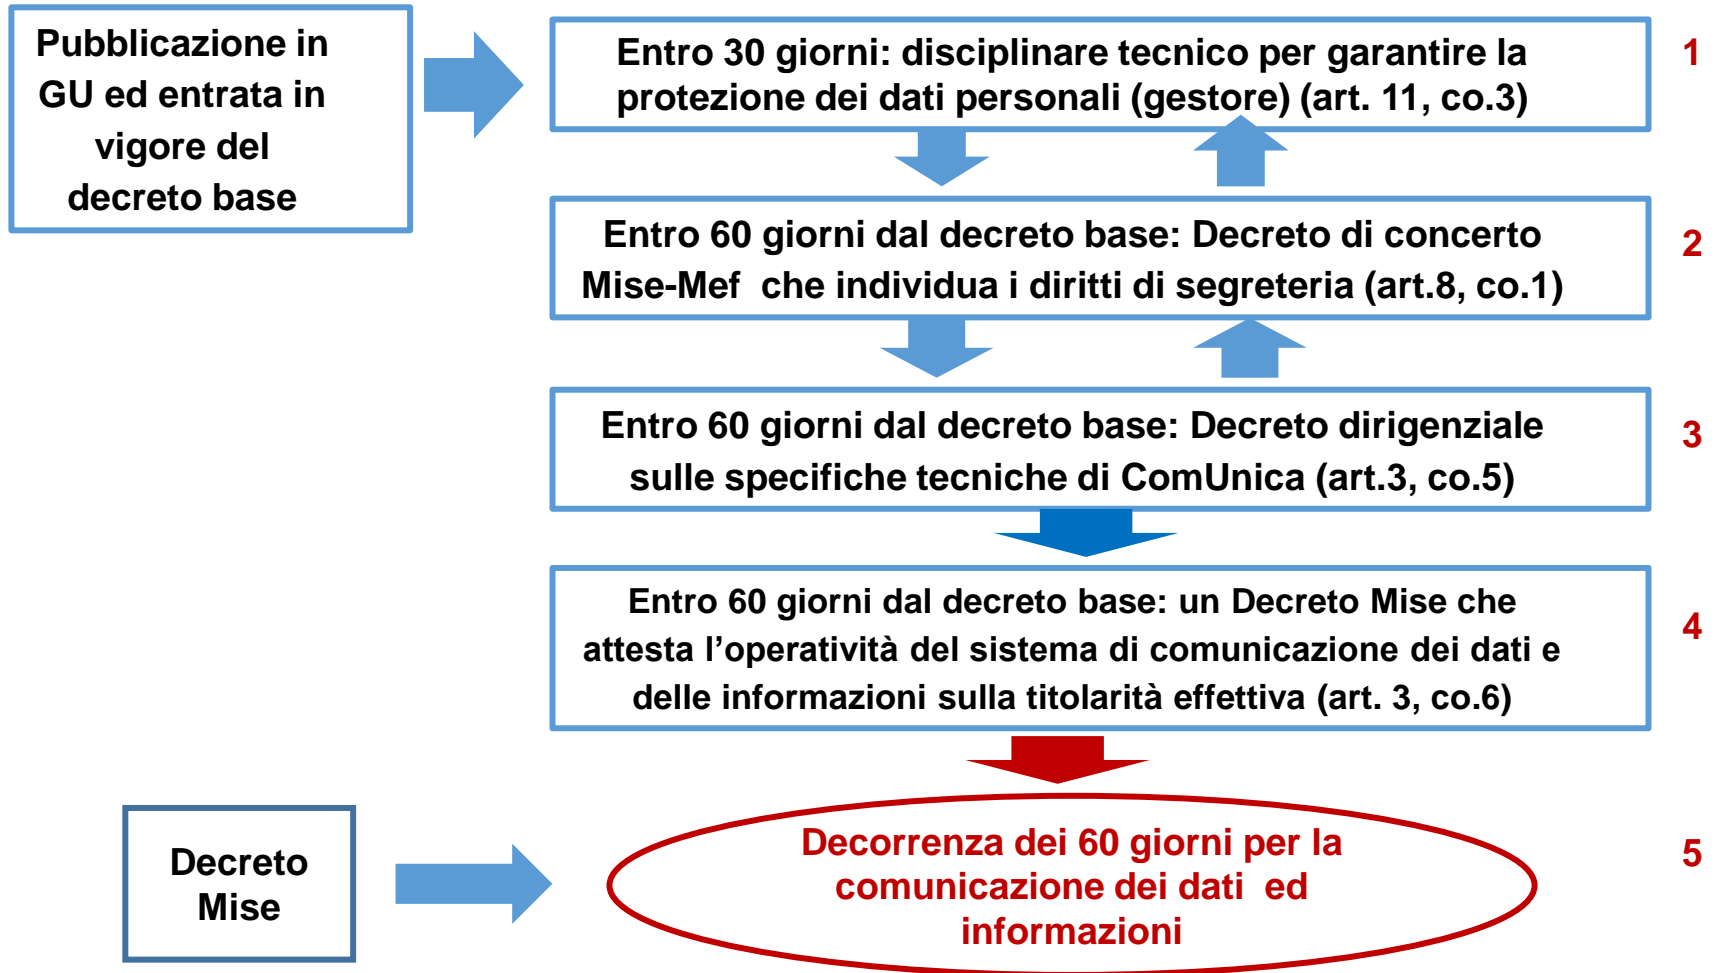 Pubblicazione in
GU ed entrata in
vigore del
decreto base
Entro 30 giorni: disciplinare tecnico per garantire la
protezione dei dati personali (gestore) (art. 11, co.3)
1
Entro 60 giorni dal decreto base: Decreto di concerto
Mise-Mef che individua i diritti di segreteria (art.8, co.1)
2
Entro 60 giorni dal decreto base: Decreto dirigenziale
sulle specifiche tecniche di ComUnica (art.3, co.5)
3
Entro 60 giorni dal decreto base: un Decreto Mise che
attesta l’operatività del sistema di comunicazione dei dati e
delle informazioni sulla titolarità effettiva (art. 3, co.6)
4
Decreto
Mise
Decorrenza dei 60 giorni per la
comunicazione dei dati ed
informazioni
5